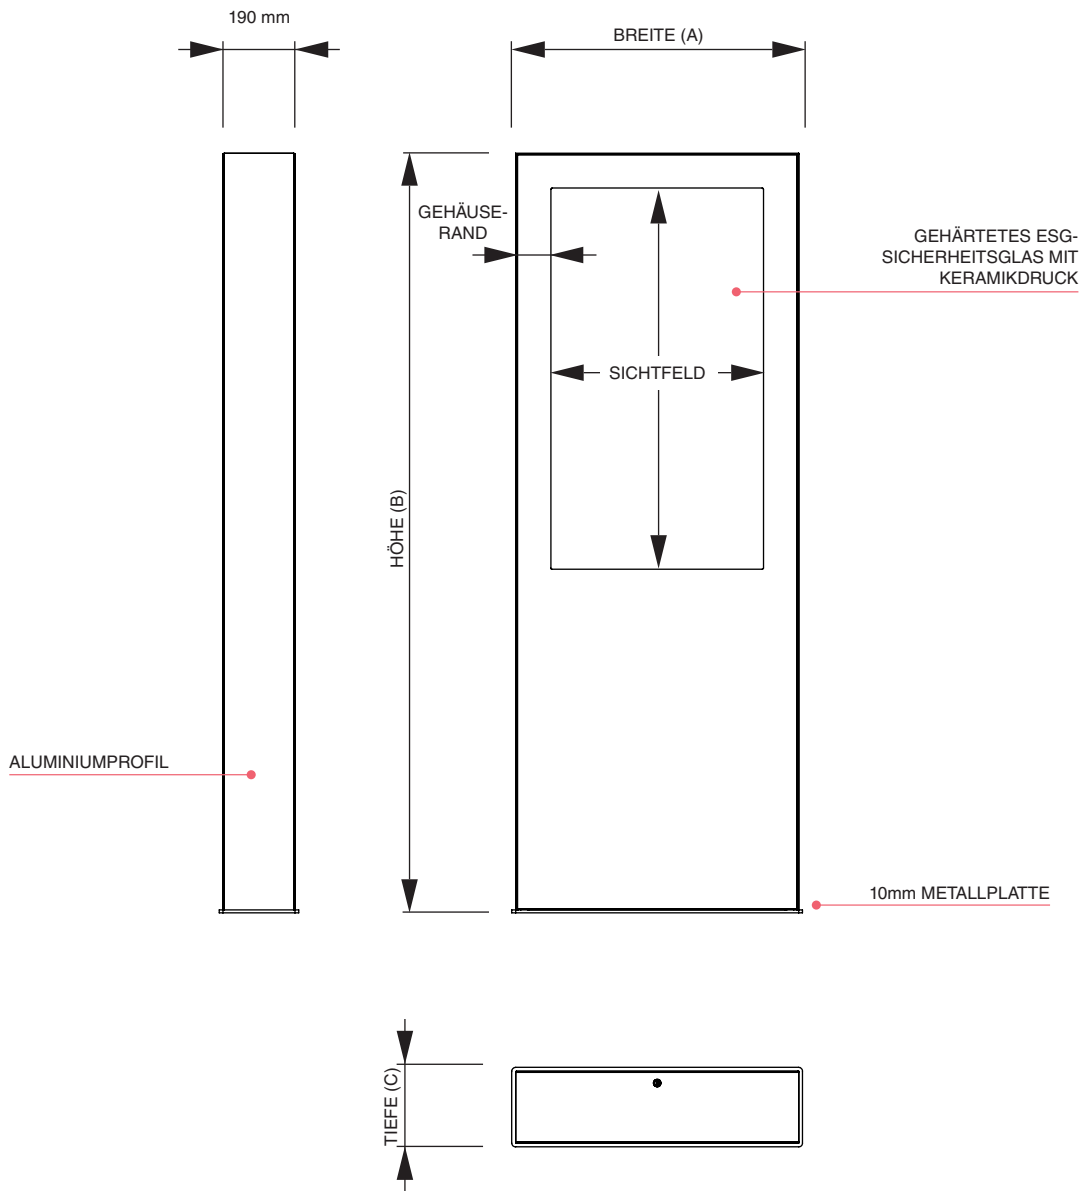 190 mm
BREITE (A)
GEHÄUSE-
RAND
GEHÄRTETES ESG-
SICHERHEITSGLAS MIT
KERAMIKDRUCK
SICHTFELD
HÖHE (B)
ALUMINIUMPROFIL
10mm METALLPLATTE
TIEFE (C)